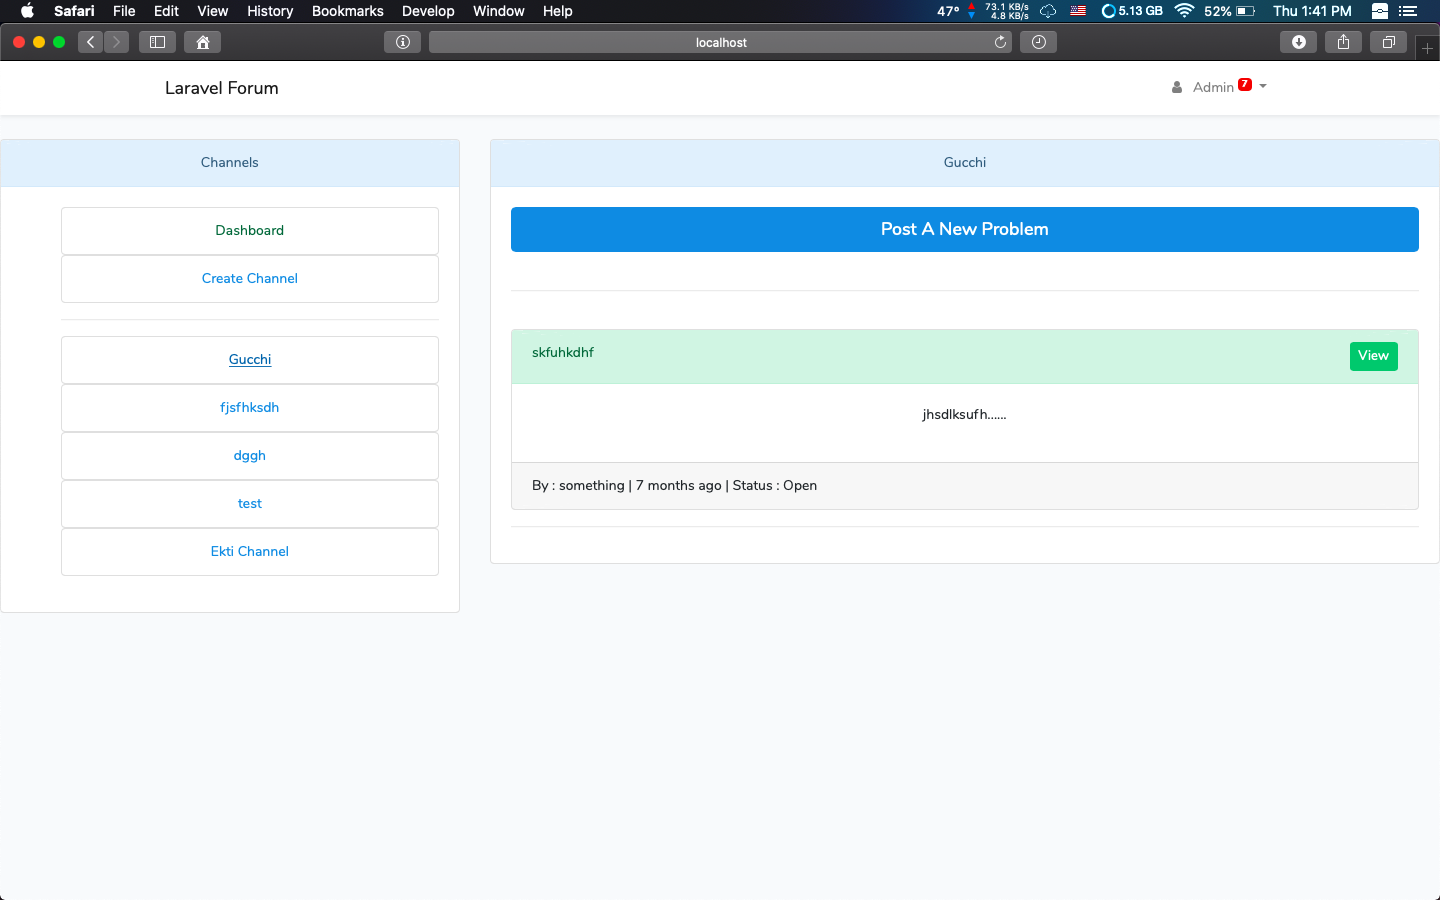 Safari File Edit View History Bookmarks Develop Window Help 47° 73.1 KB/s 4.8 KB/s 5.13 GB 52% Thu 1:41 PM
localhost
Laravel Forum Admin 7
Channels
Dashboard
Create Channel
Gucchi
fjsfhksdh
dggh
test
Ekti Channel
Gucchi
Post A New Problem
skfuhkdhf View
jhsdlksufh......
By : something | 7 months ago | Status : Open